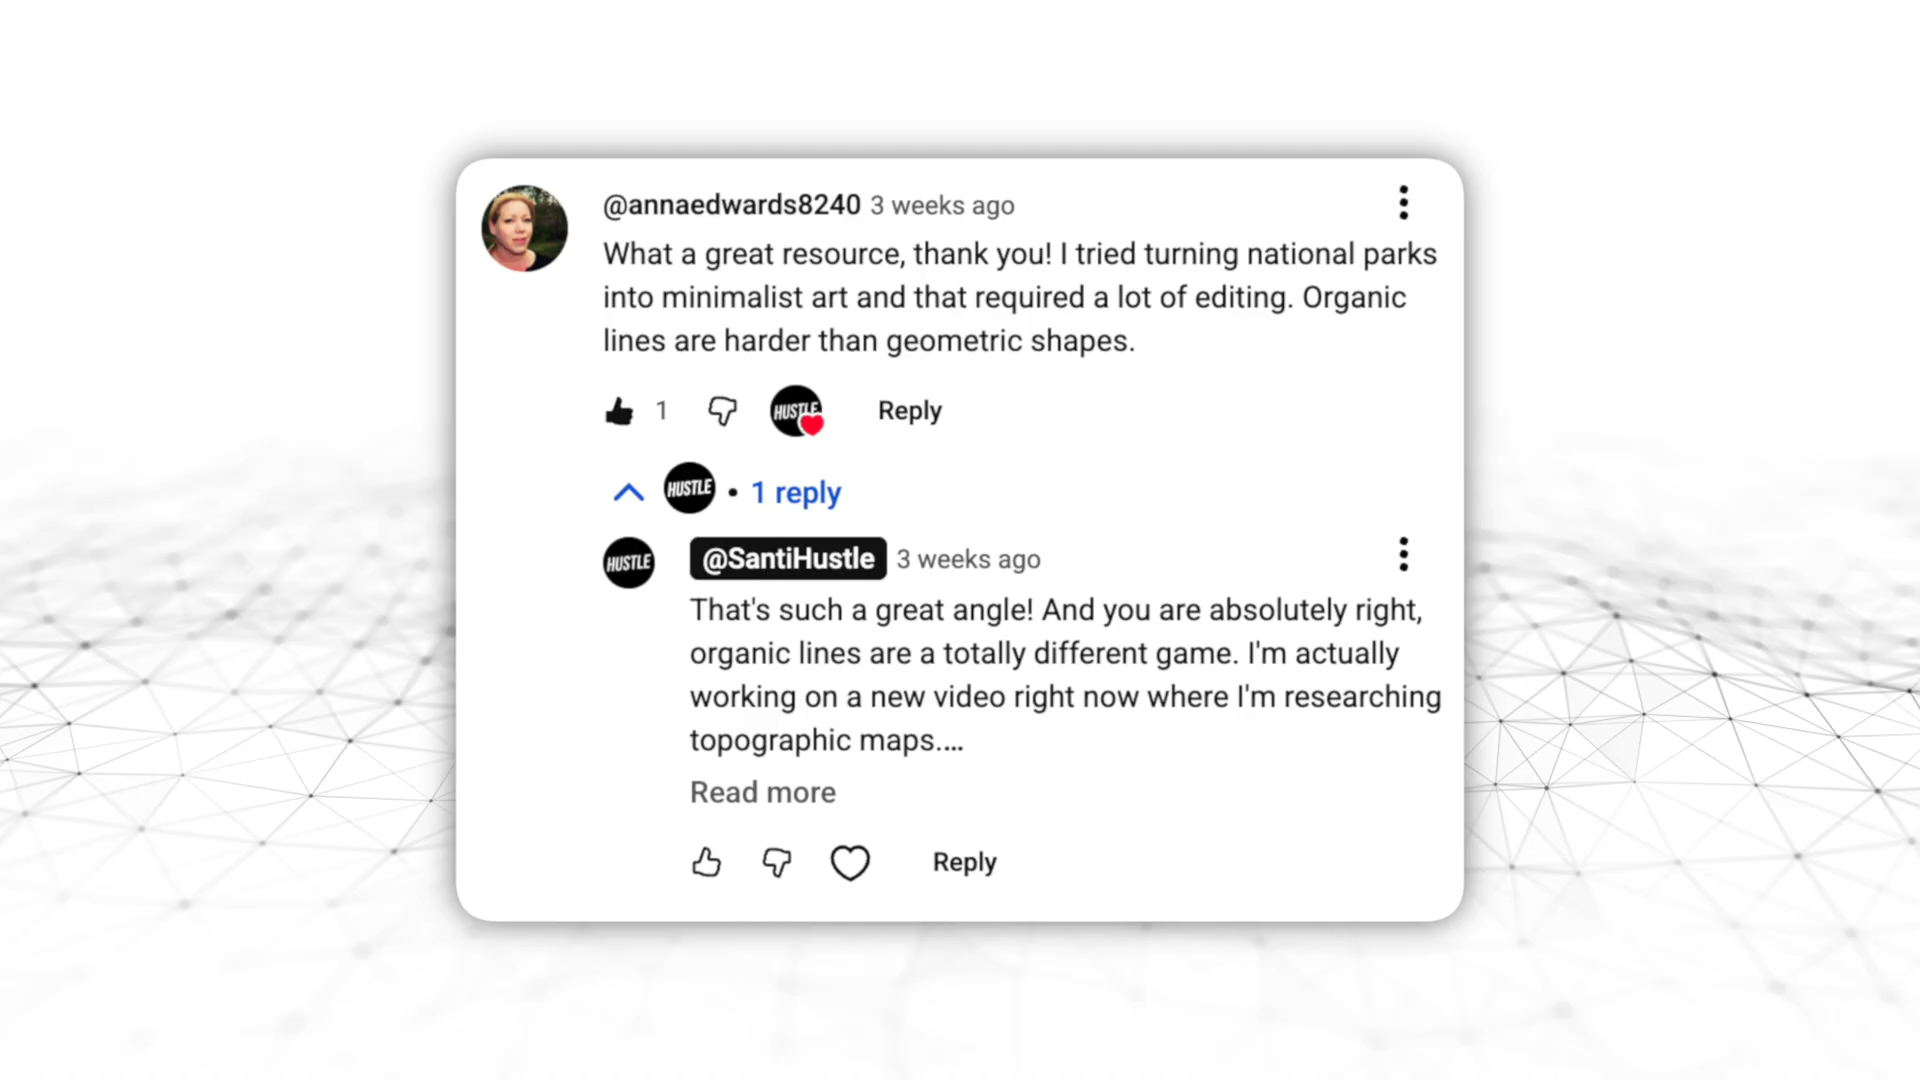 @annaedwards8240 3 weeks ago
What a great resource, thank you! I tried turning national parks
into minimalist art and that required a lot of editing. Organic
lines are harder than geometric shapes.
1 HUSTLE Reply
HUSTLE • 1 reply
HUSTLE @SantiHustle 3 weeks ago
That's such a great angle! And you are absolutely right,
organic lines are a totally different game. I'm actually
working on a new video right now where I'm researching
topographic maps....
Read more
Reply